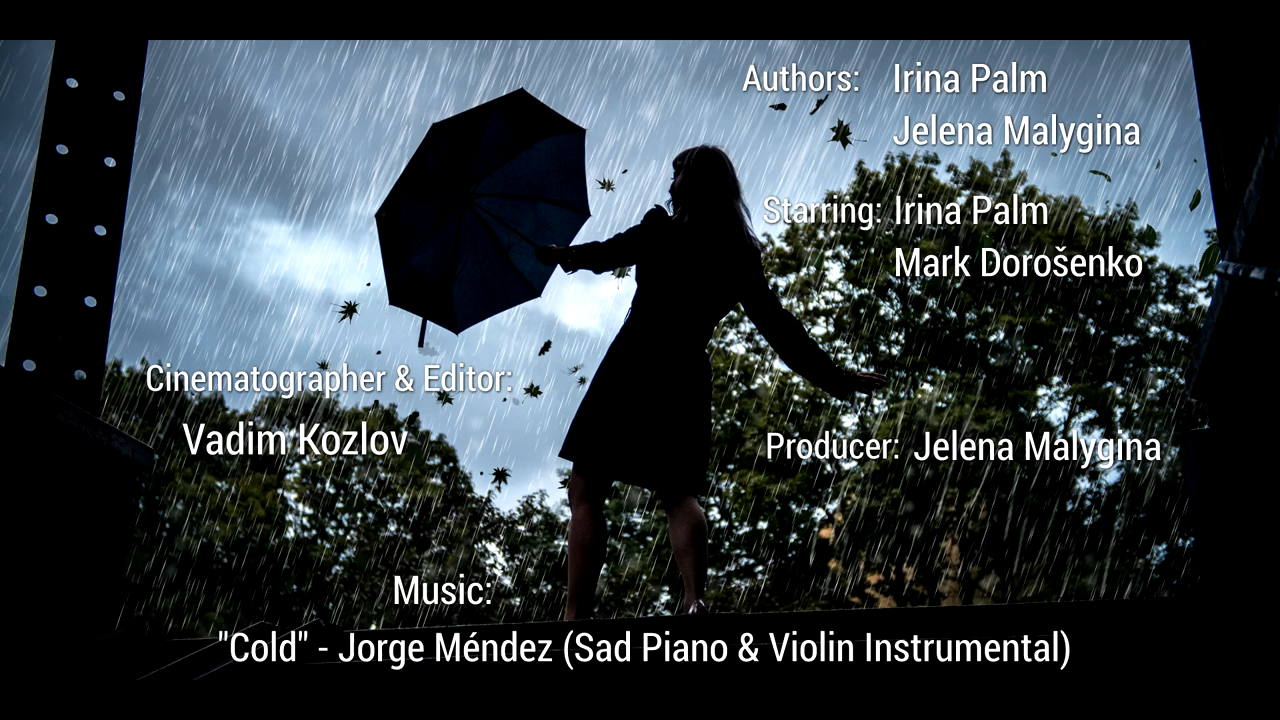 Authors: Irina Palm
Jelena Malygina
Starring: Irina Palm
Mark Dorošenko
Cinematographer & Editor:
Vadim Kozlov
Producer: Jelena Malygina
Music:
"Cold" - Jorge Méndez (Sad Piano & Violin Instrumental)